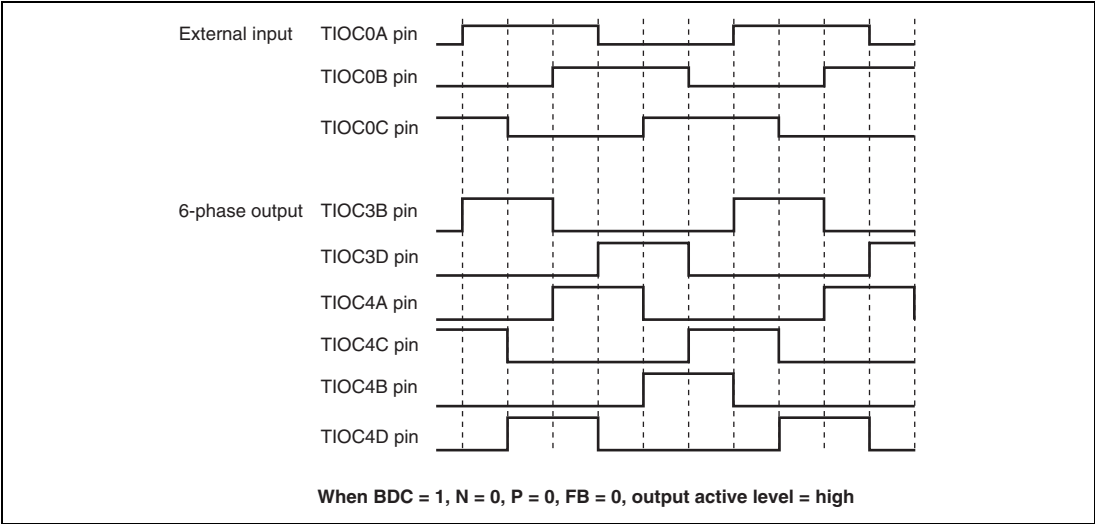 External input TIOC0A pin
TIOC0B pin
TIOC0C pin
6-phase output TIOC3B pin
TIOC3D pin
TIOC4A pin
TIOC4C pin
TIOC4B pin
TIOC4D pin
When BDC = 1, N = 0, P = 0, FB = 0, output active level = high